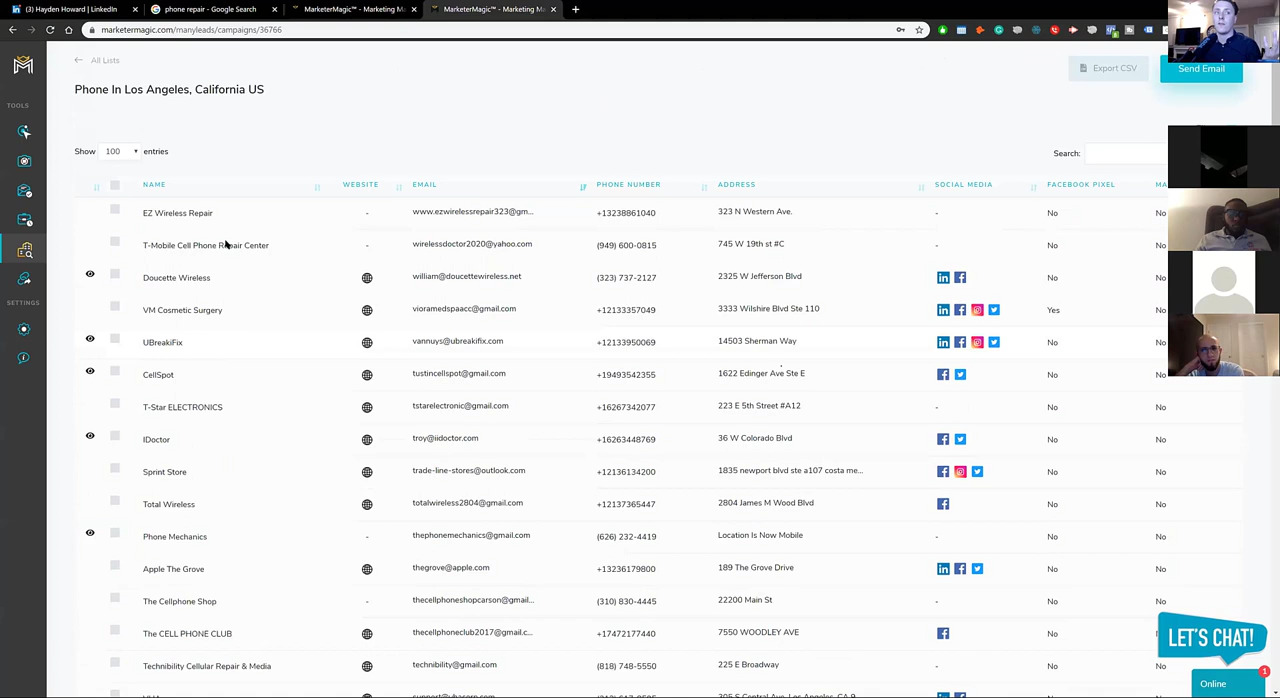 (3) Hayden Howard | LinkedIn
phone repair - Google Search
MarketerMagic™ - Marketing M
MarketerMagic™ - Marketing M
marketermagic.com/manyleads/campaigns/36766
All Lists
Export CSV
Send Email
Phone In Los Angeles, California US
TOOLS
SETTINGS
Show 100 entries
Search:
NAME WEBSITE EMAIL PHONE NUMBER ADDRESS SOCIAL MEDIA FACEBOOK PIXEL MA
EZ Wireless Repair - www.ezwirelessrepair323@gm... +13238861040 323 N Western Ave. - No No
T-Mobile Cell Phone Repair Center - wirelessdoctor2020@yahoo.com (949) 600-0815 745 W 19th st #C - No No
Doucette Wireless william@doucettewireless.net (323) 737-2127 2325 W Jefferson Blvd No No
VM Cosmetic Surgery vioramedspaacc@gmail.com +12133357049 3333 Wilshire Blvd Ste 110 Yes No
UBreakiFix vannuys@ubreakifix.com +12133950069 14503 Sherman Way No No
CellSpot tustincellspot@gmail.com +19493542355 1622 Edinger Ave Ste E No No
T-Star ELECTRONICS tstarelectronic@gmail.com +16267342077 223 E 5th Street #A12 - No No
IDoctor troy@iidoctor.com +16263448769 36 W Colorado Blvd No No
Sprint Store trade-line-stores@outlook.com +12136134200 1835 newport blvd ste a107 costa me... No No
Total Wireless totalwireless2804@gmail.com +12137365447 2804 James M Wood Blvd No No
Phone Mechanics - thephonemechanics@gmail.com (626) 232-4419 Location Is Now Mobile - No No
Apple The Grove thegrove@apple.com +13236179800 189 The Grove Drive No No
The Cellphone Shop - thecellphoneshopcarson@gmail... (310) 830-4445 22200 Main St - No
The CELL PHONE CLUB thecellphoneclub2017@gmail.c... +17472177440 7550 WOODLEY AVE No
Technibility Cellular Repair & Media technibility@gmail.com (818) 748-5550 225 E Broadway - No No
305 S Central Ave, Los Angeles, CA 9
LET'S CHAT!
Online
1